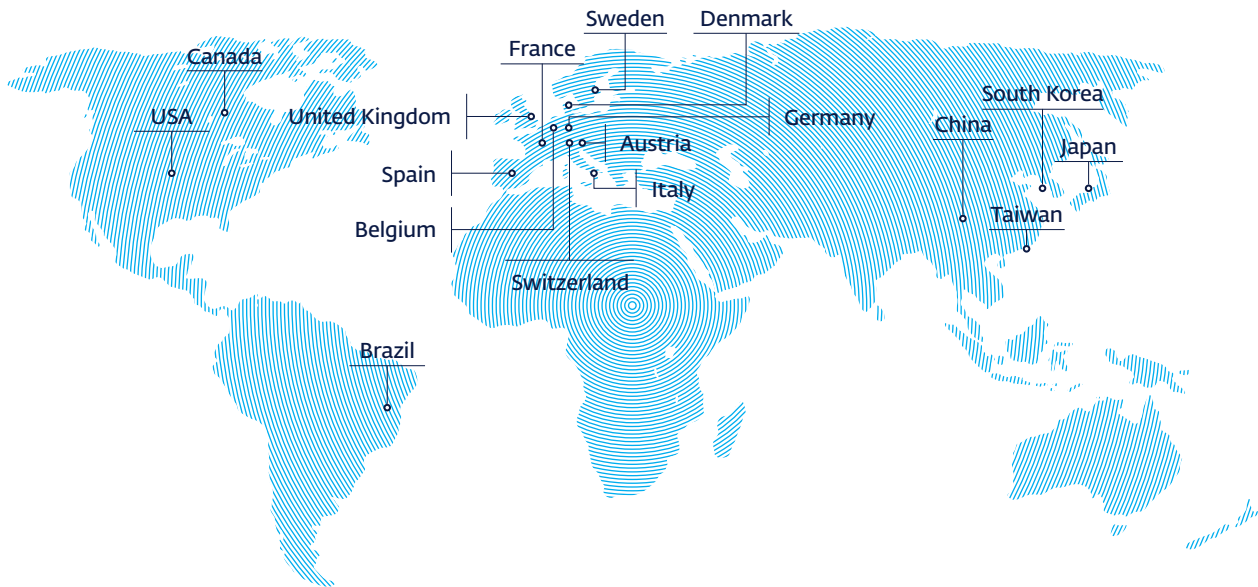 Sweden
Denmark
France
Canada
South Korea
USA
United Kingdom
Germany
China
Austria
Japan
Spain
Italy
Taiwan
Belgium
Switzerland
Brazil